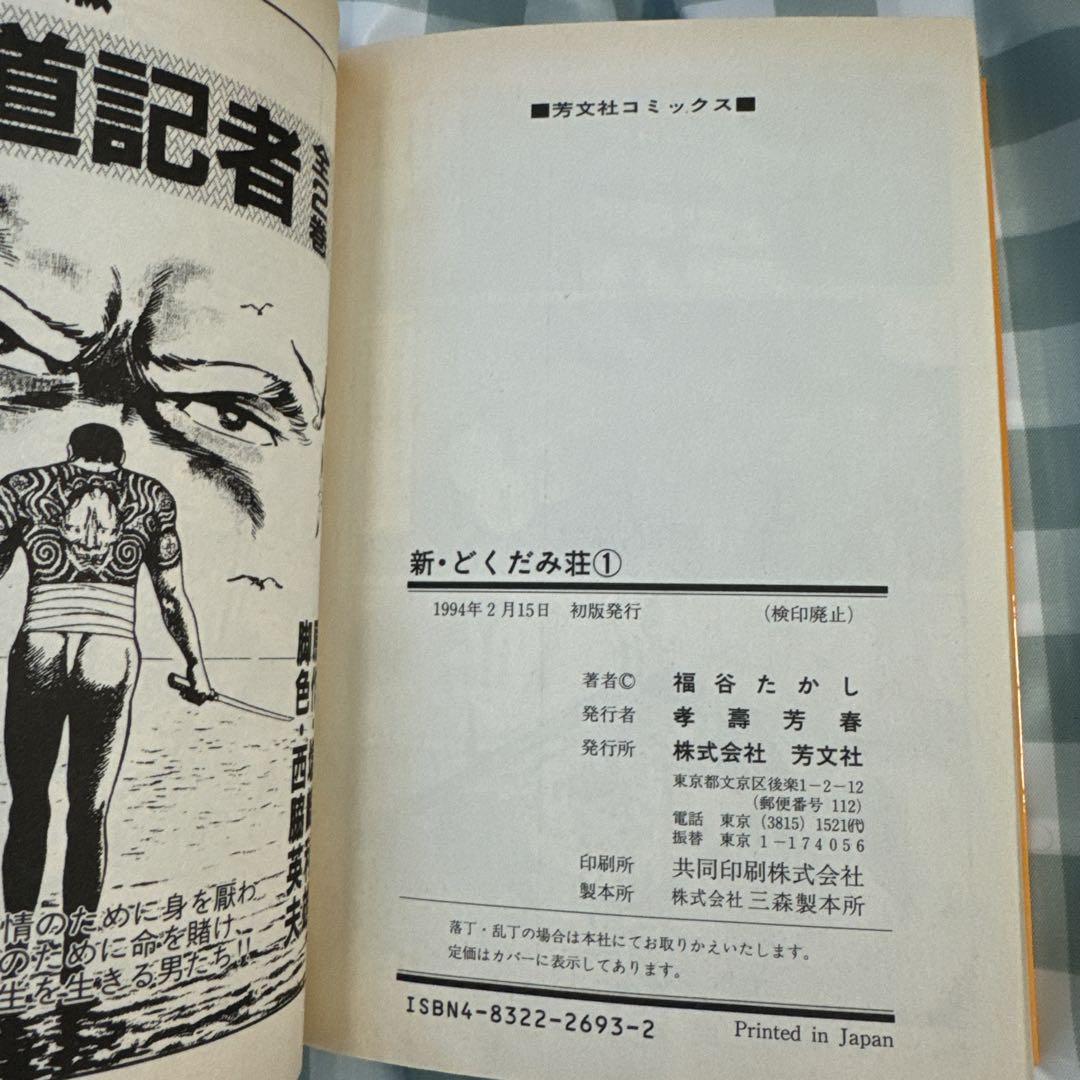 道記者
全2巻
脚色・西脇英夫
情のために身を厭わ
のために命を賭け
生を生きる男たち!!
■芳文社コミックス■
新・どくだみ荘①
1994年2月15日 初版発行 (検印廃止)
著者© 福谷たかし
発行者 孝壽芳春
発行所 株式会社 芳文社
東京都文京区後楽1-2-12
(郵便番号 112)
電話 東京 (3815) 1521代
振替 東京 1-174056
印刷所 共同印刷株式会社
製本所 株式会社 三森製本所
落丁・乱丁の場合は本社にてお取りかえいたします。
定価はカバーに表示してあります。
ISBN4-8322-2693-2
Printed in Japan